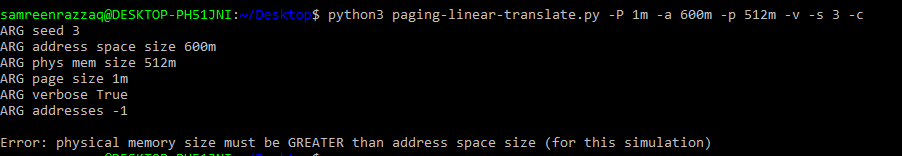 samreenrazzaq@DESKTOP-PH51JNI:~/Desktop$ python3 paging-linear-translate.py -P 1m -a 600m -p 512m -v -s 3 -c
ARG seed 3
ARG address space size 600m
ARG phys mem size 512m
ARG page size 1m
ARG verbose True
ARG addresses -1
Error: physical memory size must be GREATER than address space size (for this simulation)
samreenrazzaq@DESKTOP-PH51JNI:~/Desktop$